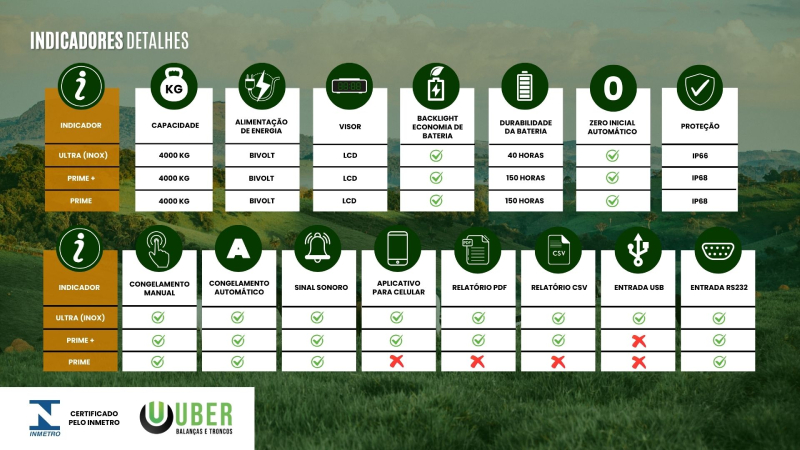 INDICADORES DETALHES
KG
0
INDICADOR
CAPACIDADE
ALIMENTAÇÃO
DE ENERGIA
VISOR
BACKLIGHT
ECONOMIA DE
BATERIA
DURABILIDADE
DA BATERIA
ZERO INICIAL
AUTOMÁTICO
PROTEÇÃO
ULTRA (INOX) 4000 KG BIVOLT LCD 40 HORAS IP66
PRIME + 4000 KG BIVOLT LCD 150 HORAS IP68
PRIME 4000 KG BIVOLT LCD 150 HORAS IP68
A
PDF
CSV
INDICADOR
CONGELAMENTO
MANUAL
CONGELAMENTO
AUTOMÁTICO
SINAL SONORO
APLICATIVO
PARA CELULAR
RELATÓRIO PDF
RELATÓRIO CSV
ENTRADA USB
ENTRADA RS232
ULTRA (INOX)
PRIME +
PRIME
INMETRO
CERTIFICADO
PELO INMETRO
UBER
BALANÇAS E TRONCOS